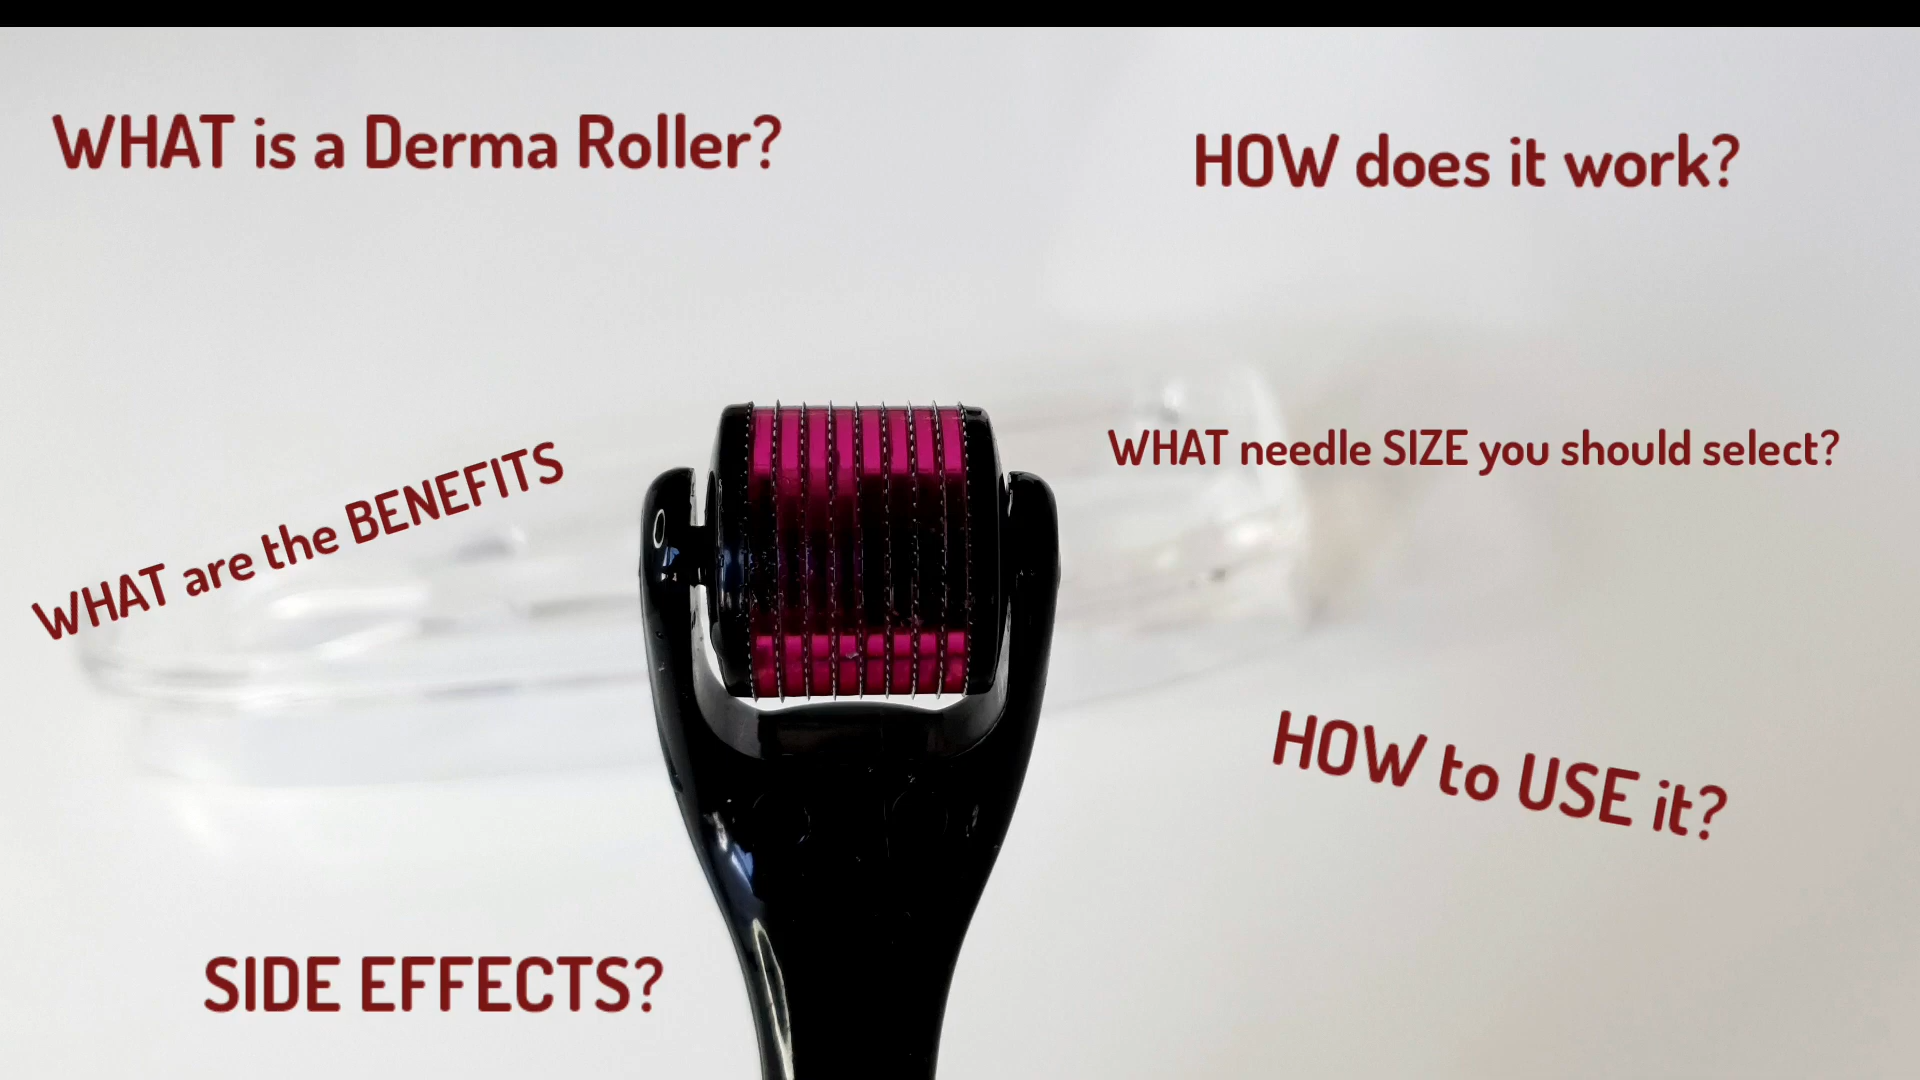 WHAT is a Derma Roller?
HOW does it work?
WHAT are the BENEFITS
WHAT needle SIZE you should select?
HOW to USE it?
SIDE EFFECTS?